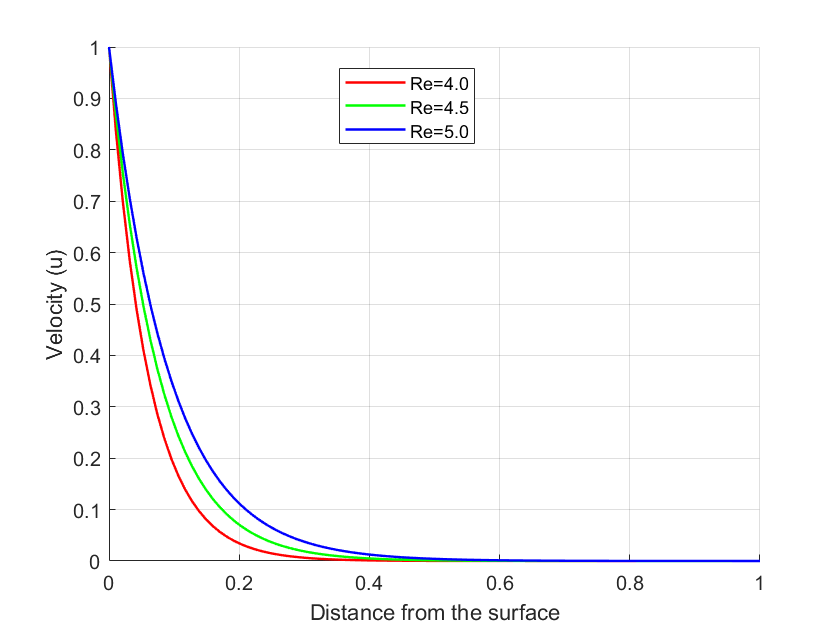 1
0.9
0.8
0.7
0.6
0.5
0.4
0.3
0.2
0.1
0
Velocity (u)
Re=4.0
Re=4.5
Re=5.0
0 0.2 0.4 0.6 0.8 1
Distance from the surface